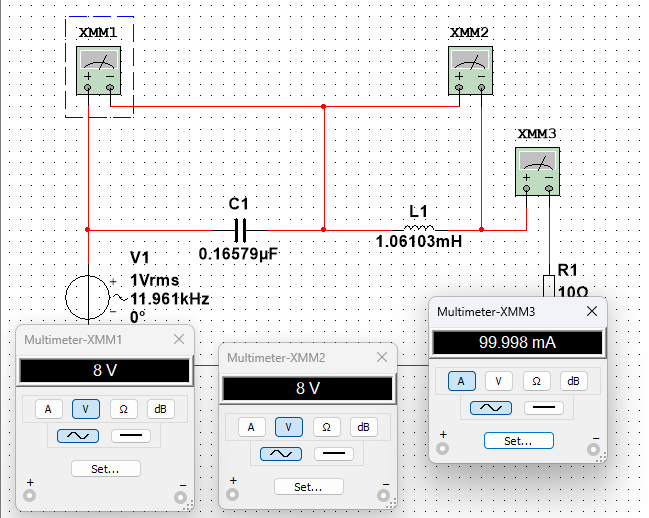 XMM1
XMM2
XMM3
C1
0.16579µF
L1
1.06103mH
V1
1Vrms
11.961kHz
0°
R1
10Ω
Multimeter-XMM1
8 V
A V Ω dB
Set...
+ −
Multimeter-XMM2
8 V
A V Ω dB
Set...
+ −
Multimeter-XMM3
99.998 mA
A V Ω dB
Set...
+ −